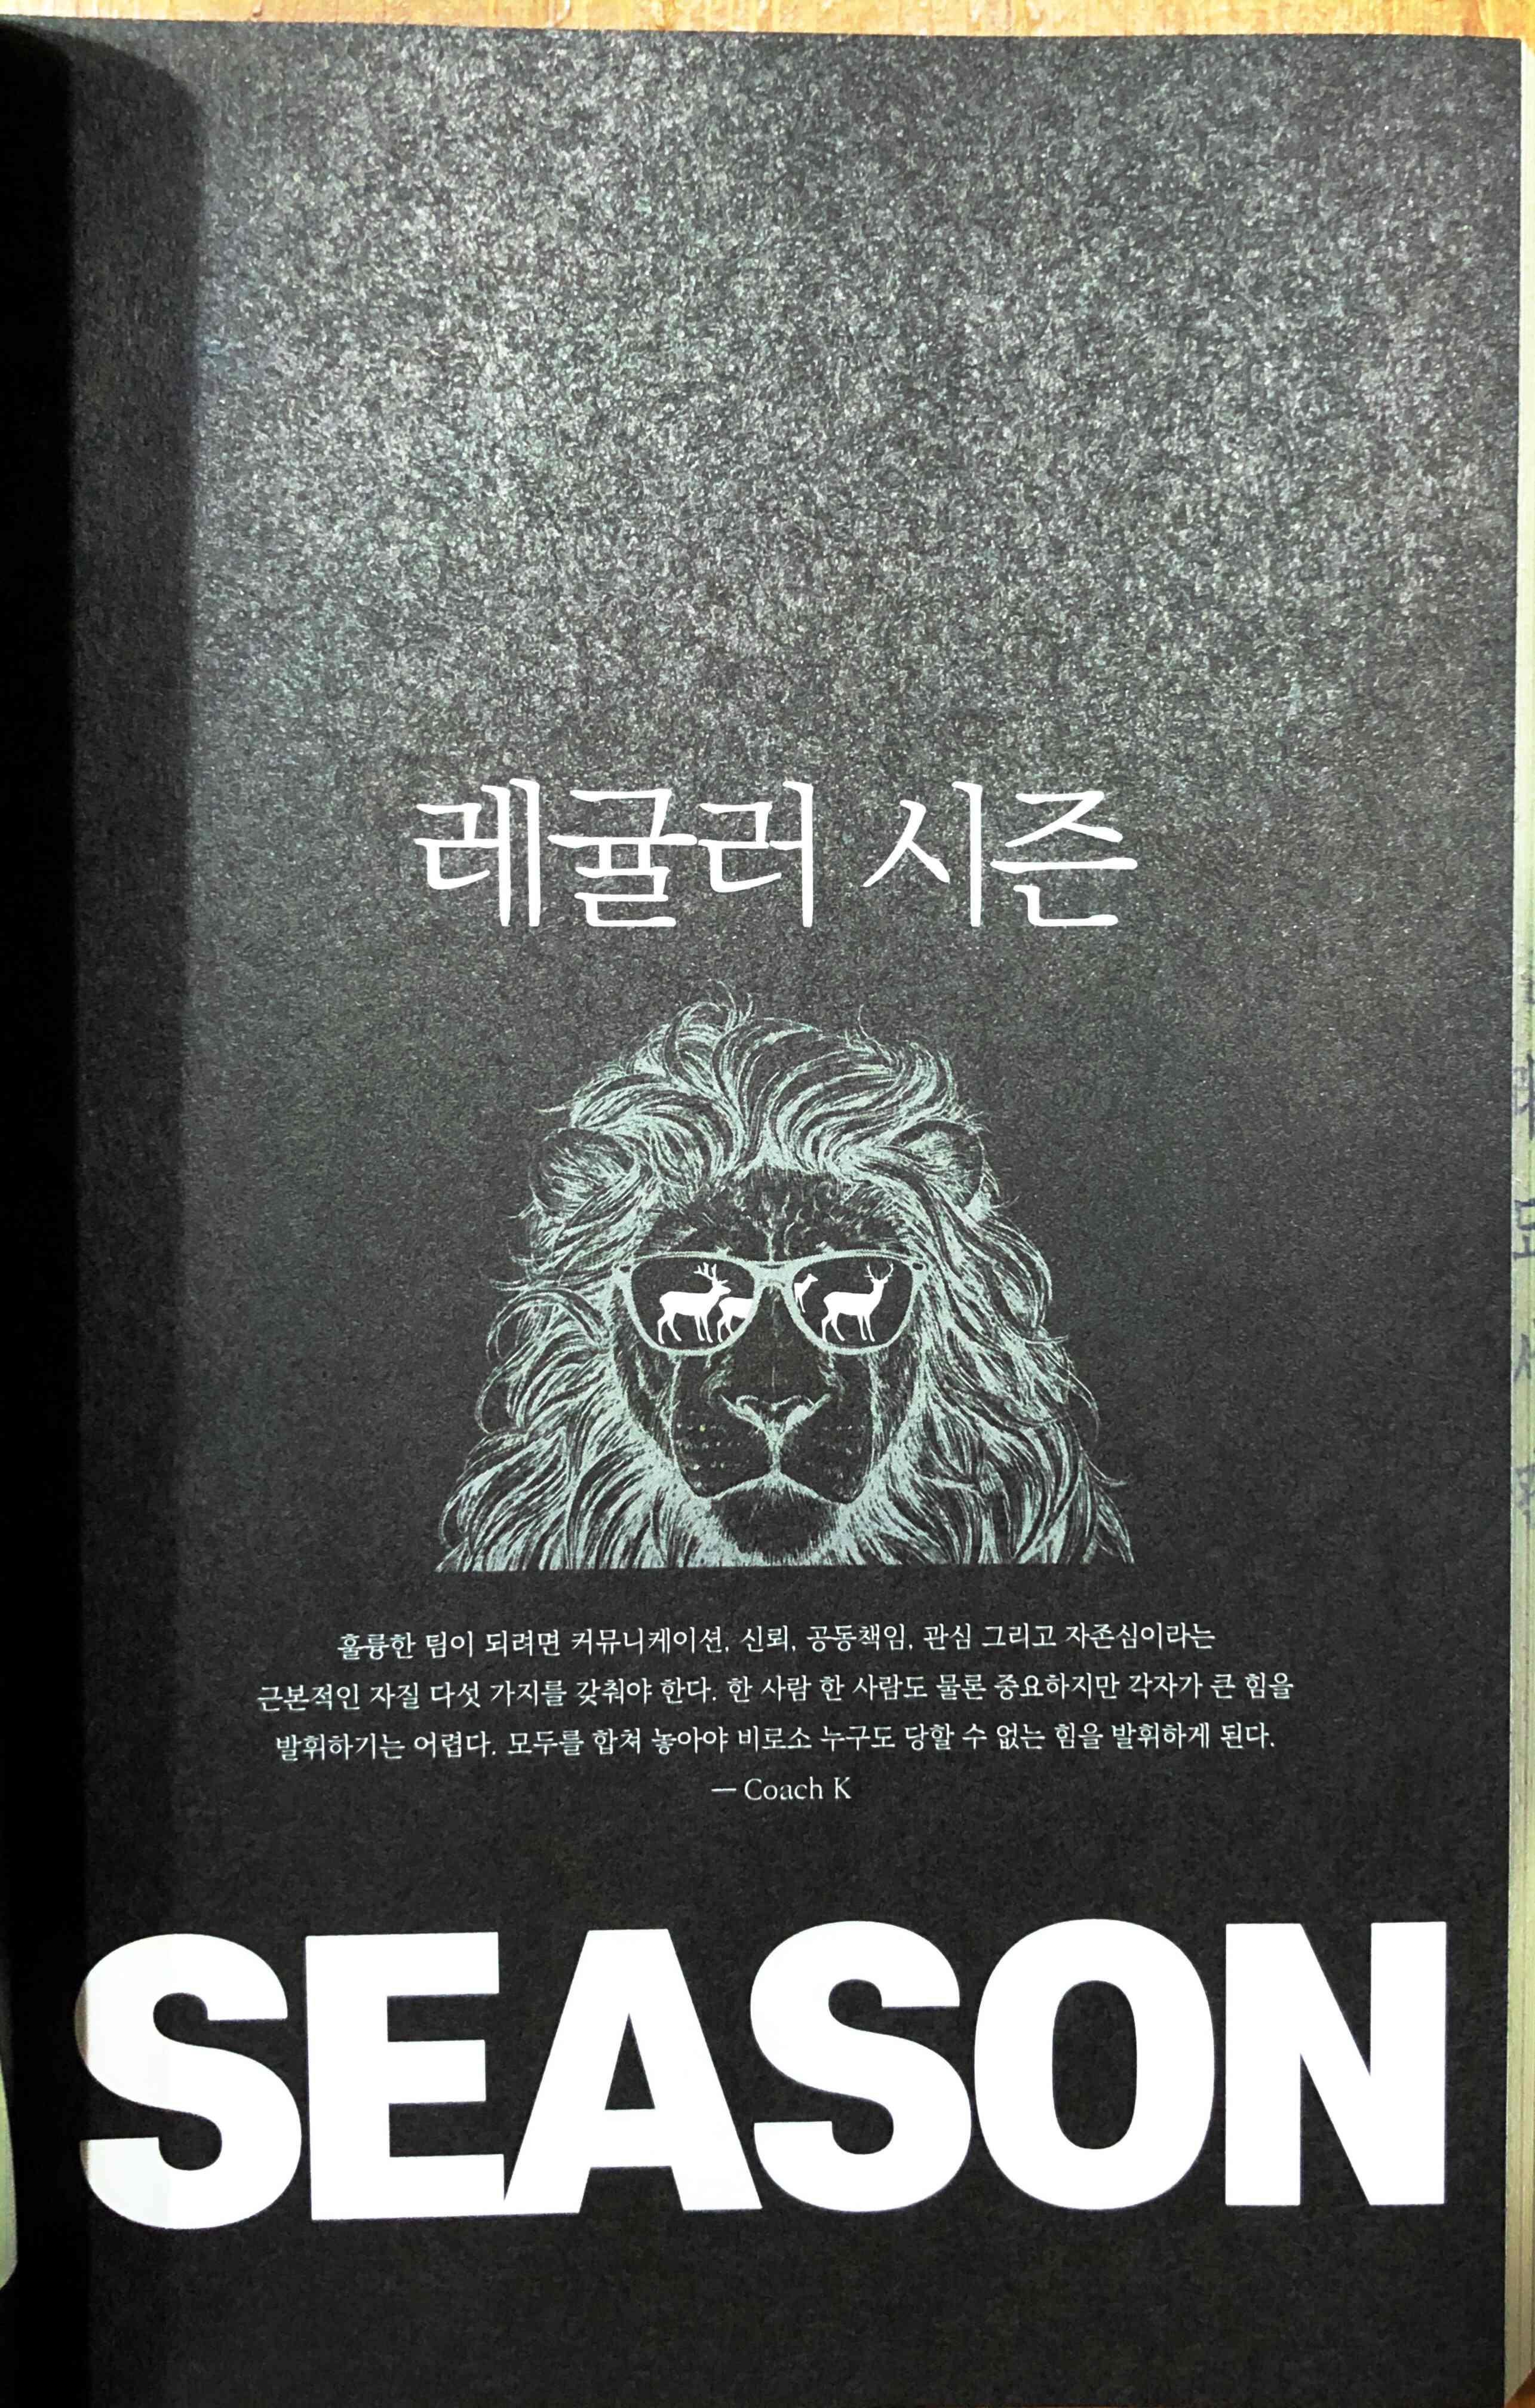 레귤러 시즌
훌륭한 팀이 되려면 커뮤니케이션, 신뢰, 공동책임, 관심 그리고 자존심이라는
근본적인 자질 다섯 가지를 갖춰야 한다. 한 사람 한 사람도 물론 중요하지만 각자가 큰 힘을
발휘하기는 어렵다. 모두를 합쳐 놓아야 비로소 누구도 당할 수 없는 힘을 발휘하게 된다.
— Coach K
SEASON